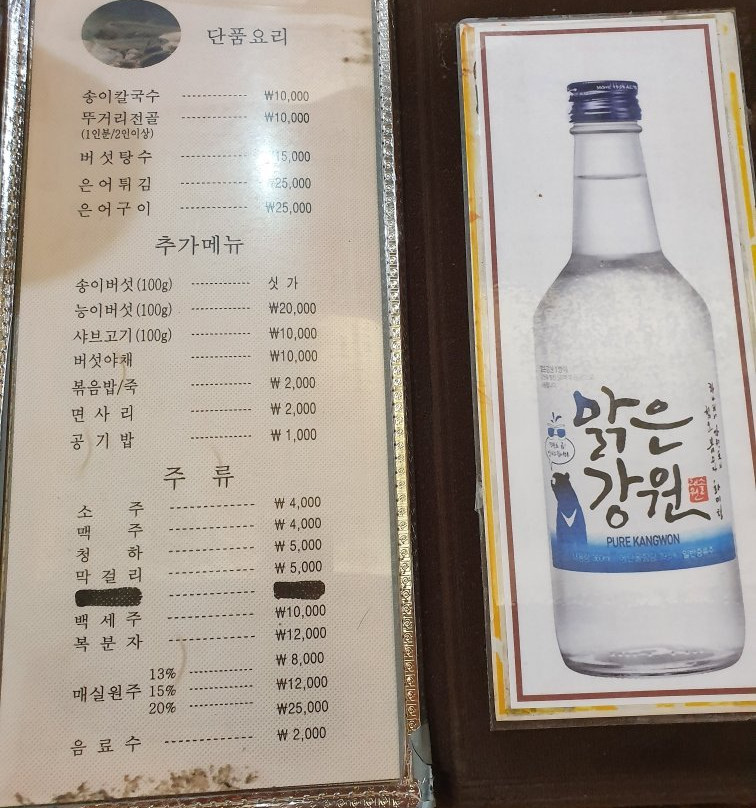 단품요리
송이칼국수 ₩10,000
뚜거리전골 ₩10,000
(1인분/2인이상)
버섯탕수 ₩15,000
은어튀김 ₩25,000
은어구이 ₩25,000
추가메뉴
송이버섯(100g) 싯가
능이버섯(100g) ₩20,000
샤브고기(100g) ₩10,000
버섯야채 ₩10,000
볶음밥/죽 ₩2,000
면사리 ₩2,000
공기밥 ₩1,000
주류
소주 ₩4,000
맥주 ₩4,000
청하 ₩5,000
막걸리 ₩5,000
백세주 ₩10,000
복분자 ₩12,000
13% ₩8,000
매실원주 15% ₩12,000
20% ₩25,000
음료수 ₩2,000
맑은
강원
PURE KANGWON